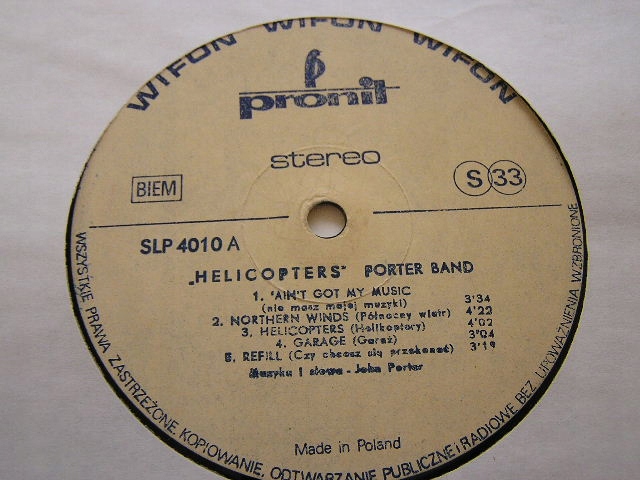 WIFON WIFON WIFON
pronit
stereo
BIEM
S 33
SLP 4010 A
„HELICOPTERS" PORTER BAND
1. 'AIN'T GOT MY MUSIC
(nie masz mojej muzyki) 3'34
2. NORTHERN WINDS (Północny wiatr) 4'22
3. HELICOPTERS (Helikoptery) 4'02
4. GARAGE (Garaż) 3'04
5. REFILL (Czy chcesz się przekonać) 3'19
Muzyka i słowa - John Porter
Made in Poland
WSZYSTKIE PRAWA ZASTRZEŻONE. KOPIOWANIE, ODTWARZANIE PUBLICZNE I RADIOWE BEZ UPOWAŻNIENIA WZBRONIONE